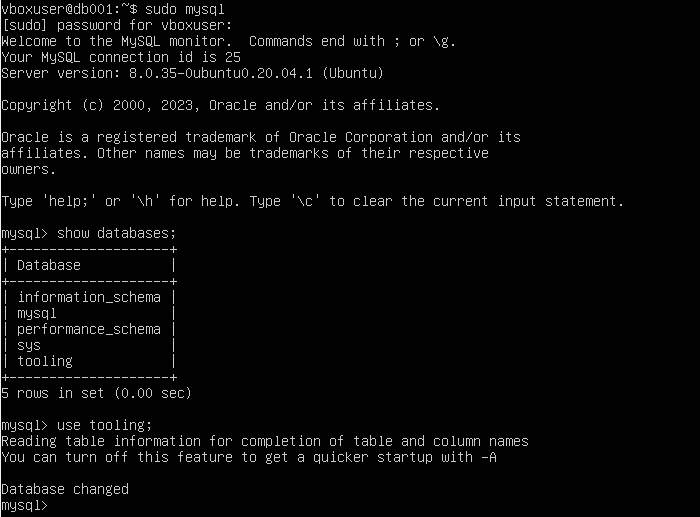 vboxuser@db001:~$ sudo mysql
[sudo] password for vboxuser:
Welcome to the MySQL monitor.  Commands end with ; or \g.
Your MySQL connection id is 25
Server version: 8.0.35-0ubuntu0.20.04.1 (Ubuntu)

Copyright (c) 2000, 2023, Oracle and/or its affiliates.

Oracle is a registered trademark of Oracle Corporation and/or its
affiliates. Other names may be trademarks of their respective
owners.

Type 'help;' or '\h' for help. Type '\c' to clear the current input statement.

mysql> show databases;
+--------------------+
| Database           |
+--------------------+
| information_schema |
| mysql              |
| performance_schema |
| sys                |
| tooling            |
+--------------------+
5 rows in set (0.00 sec)

mysql> use tooling;
Reading table information for completion of table and column names
You can turn off this feature to get a quicker startup with -A

Database changed
mysql>